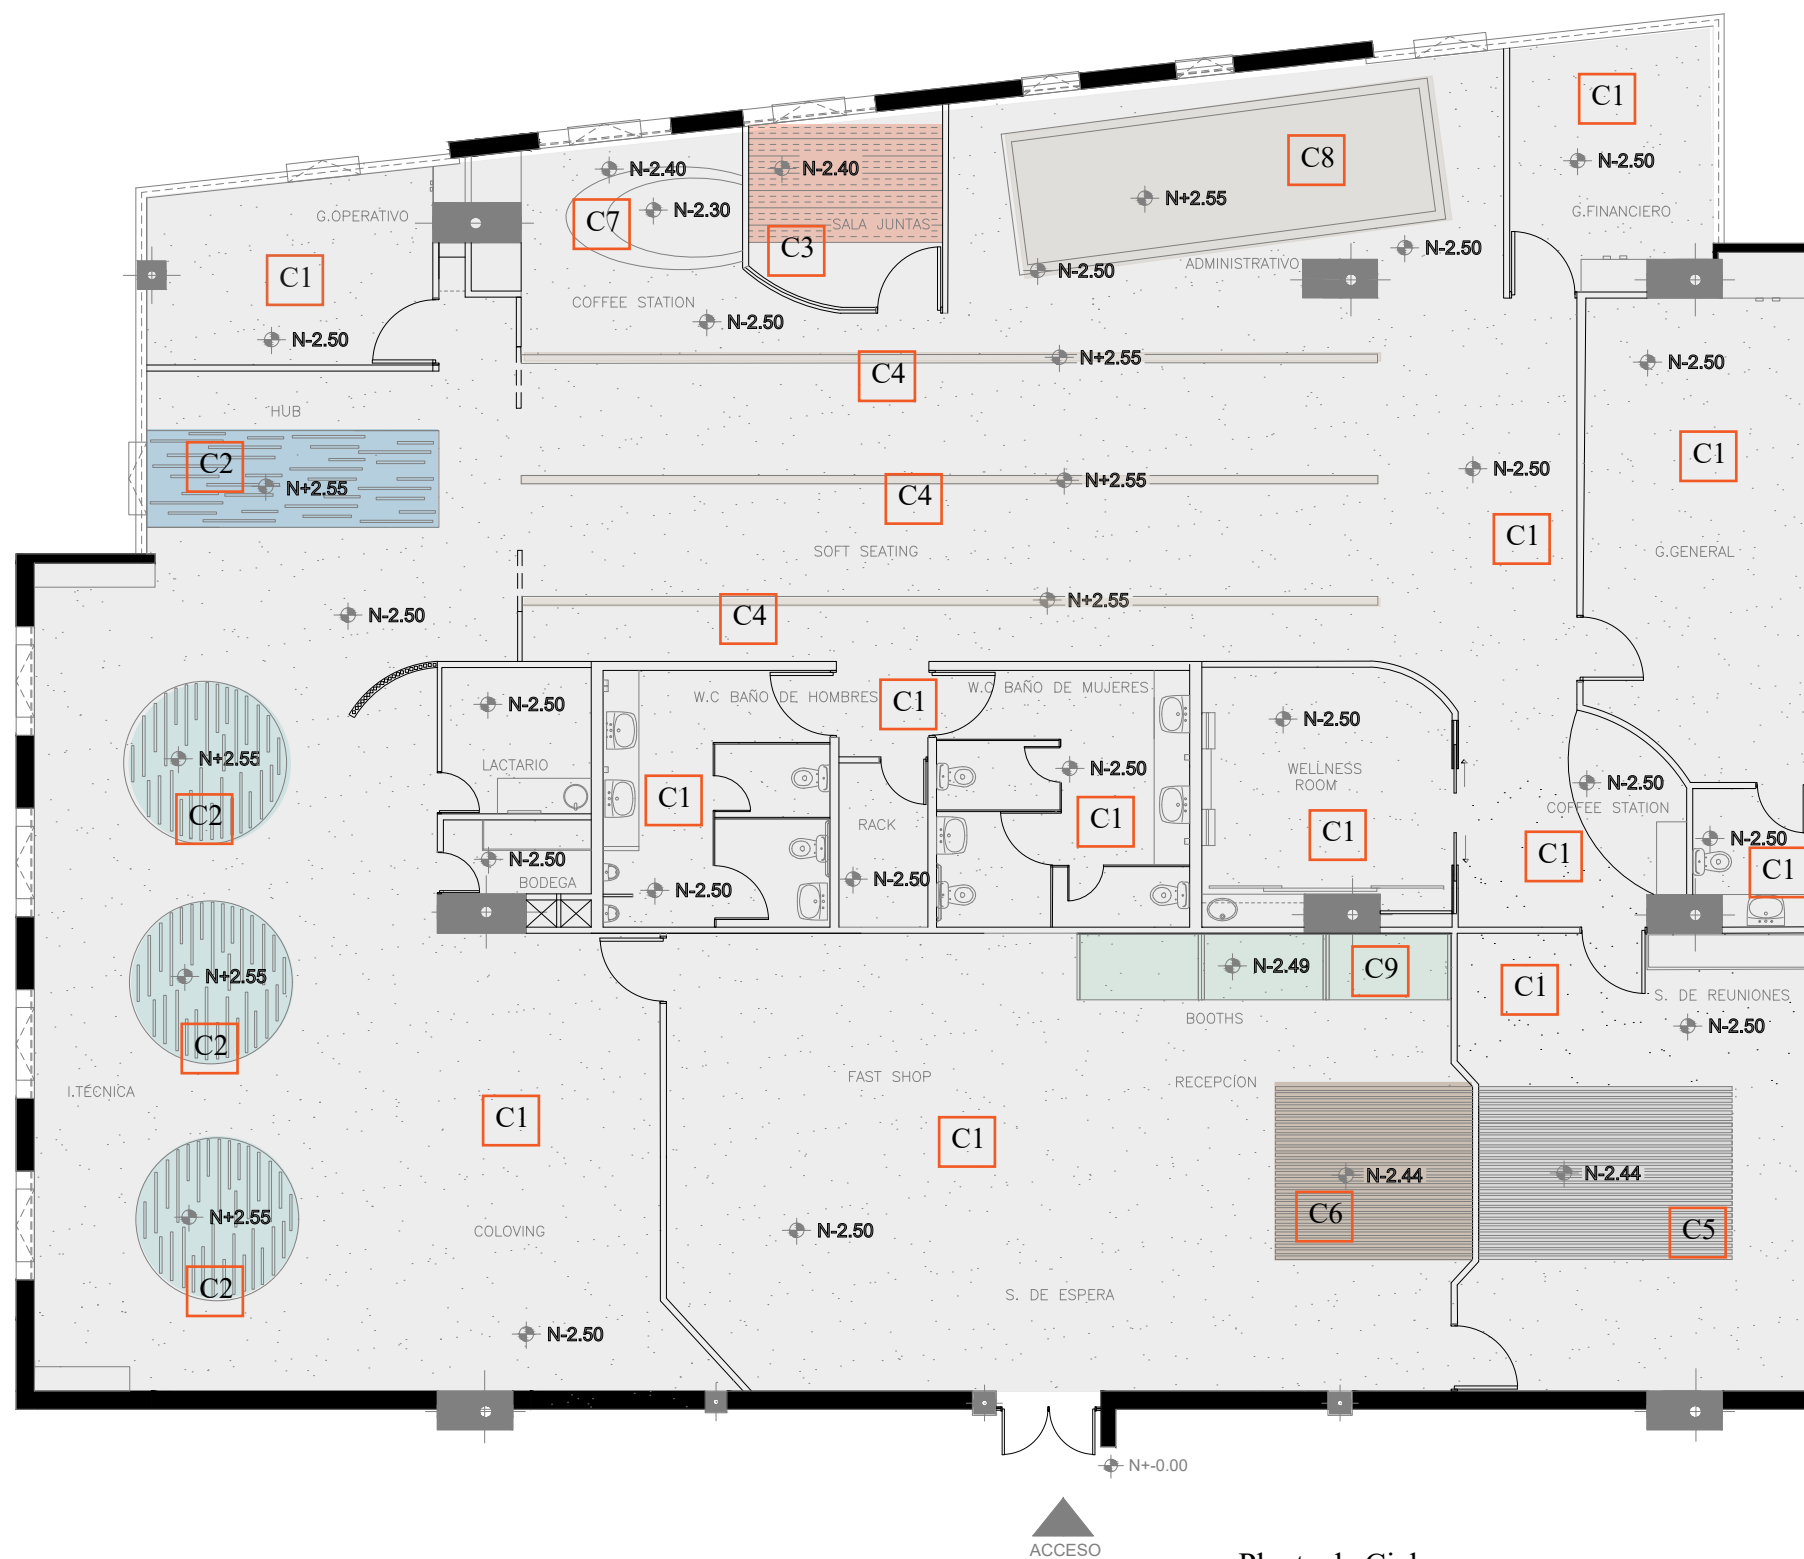 C1
N-2.50
G.FINANCIERO
C8
N+2.55
N-2.50
N-2.50
ADMINISTRATIVO
N-2.40
SALA JUNTAS
C3
N-2.40
C7
N-2.30
COFFEE STATION
N-2.50
G.OPERATIVO
C1
N-2.50
C4
N+2.55
N-2.50
HUB
C2
N+2.55
C4
N+2.55
N-2.50
C1
C1
SOFT SEATING
G.GENERAL
C4
N+2.55
N-2.50
N-2.50
W.C BAÑO DE HOMBRES
C1
W.C BAÑO DE MUJERES
N-2.50
N+2.55
C2
LACTARIO
C1
N-2.50
C1
WELLNESS
ROOM
C1
N-2.50
COFFEE STATION
C1
N-2.50
C1
RACK
N-2.50
BODEGA
N-2.50
N-2.50
N+2.55
C2
N-2.49
C9
BOOTHS
C1
S. DE REUNIONES
N-2.50
I.TÉCNICA
C1
FAST SHOP
RECEPCÍON
C1
N-2.44
C6
N-2.44
C5
N+2.55
C2
COLOVING
N-2.50
S. DE ESPERA
N-2.50
N+-0.00
ACCESO